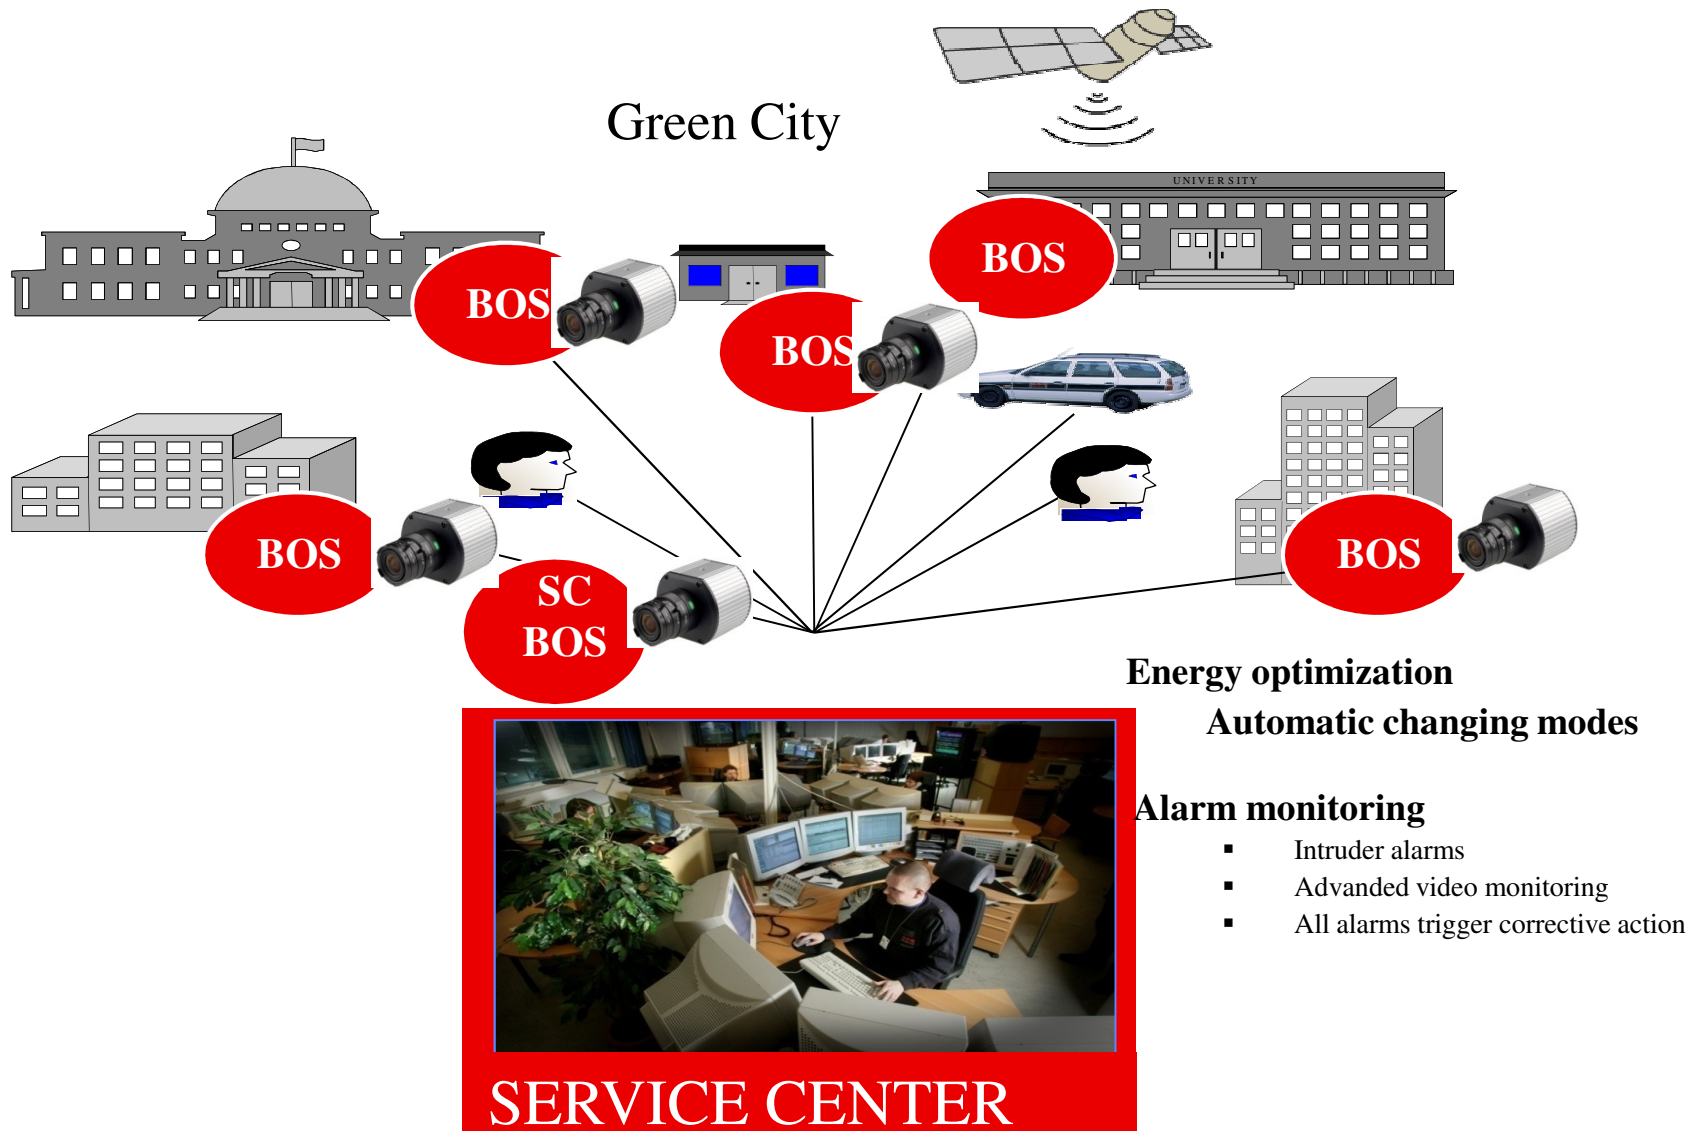 Green City
UNIVERSITY
BOS
BOS
BOS
BOS
BOS
SC
BOS
Energy optimization
Automatic changing modes
Alarm monitoring
▪ Intruder alarms
▪ Advanded video monitoring
▪ All alarms trigger corrective action
SERVICE CENTER